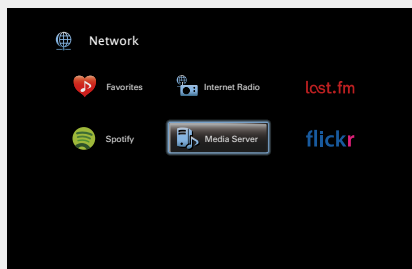 Network
Favorites
Internet Radio
last.fm
Spotify
Media Server
flickr